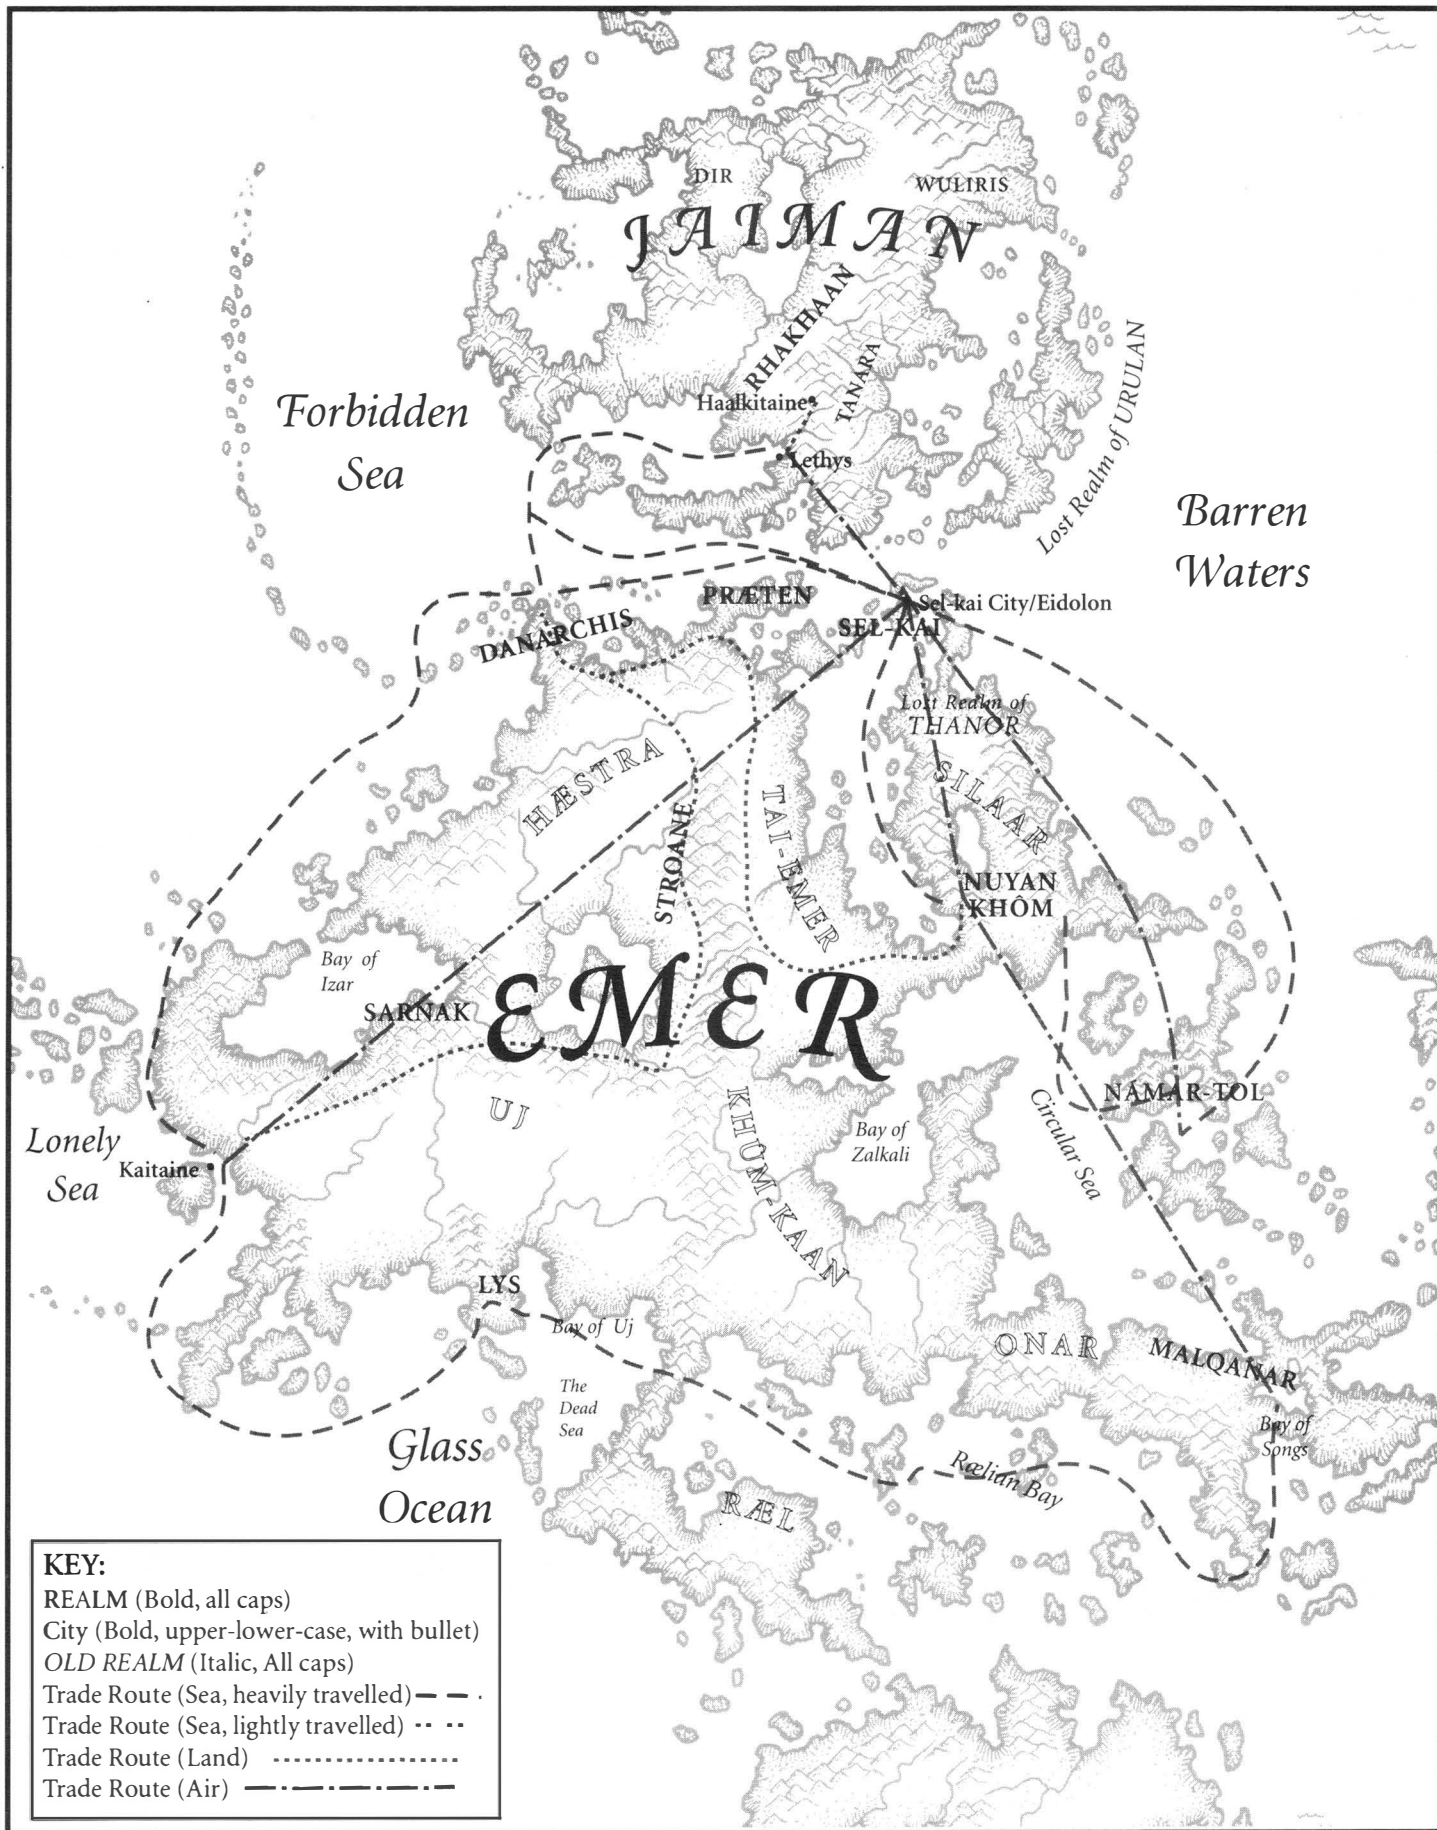 DIR
WULIRIS
JAIMAN
RHAKHAAN
TANARA
Haalkitaine
Lethys
Forbidden
Sea
Lost Realm of URULAN
Barren
Waters
PRÆTEN
Sel-kai City/Eidolon
SEL-KAI
DANARCHIS
Lost Realm of
THANOR
HÆSTRA
SILAAR
TAI-EMER
STROANE
NUYAN
KHÔM
Bay of
Izar
SARNAK
EMER
NAMAR-TOL
UJ
KHÛM-KAAN
Bay of
Zalkali
Circular Sea
Lonely
Sea
Kaitaine
LYS
Bay of Uj
ONAR
MALQANAR
The
Dead
Sea
Bay of
Songs
Glass
Ocean
Rælian Bay
RÆL
KEY:
REALM (Bold, all caps)
City (Bold, upper-lower-case, with bullet)
OLD REALM (Italic, All caps)
Trade Route (Sea, heavily travelled)
Trade Route (Sea, lightly travelled)
Trade Route (Land)
Trade Route (Air)